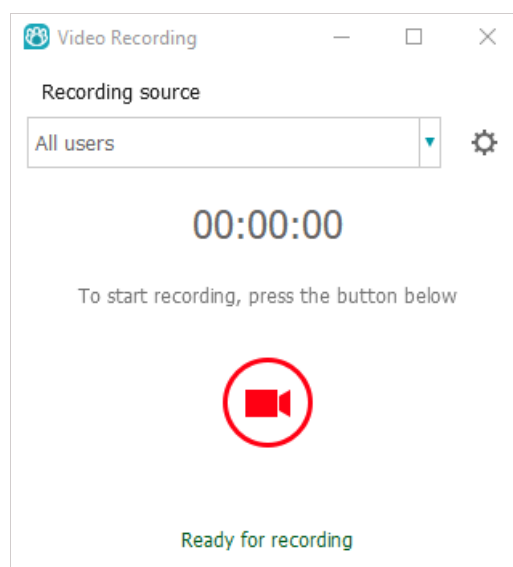 Video Recording
Recording source
All users
00:00:00
To start recording, press the button below
Ready for recording